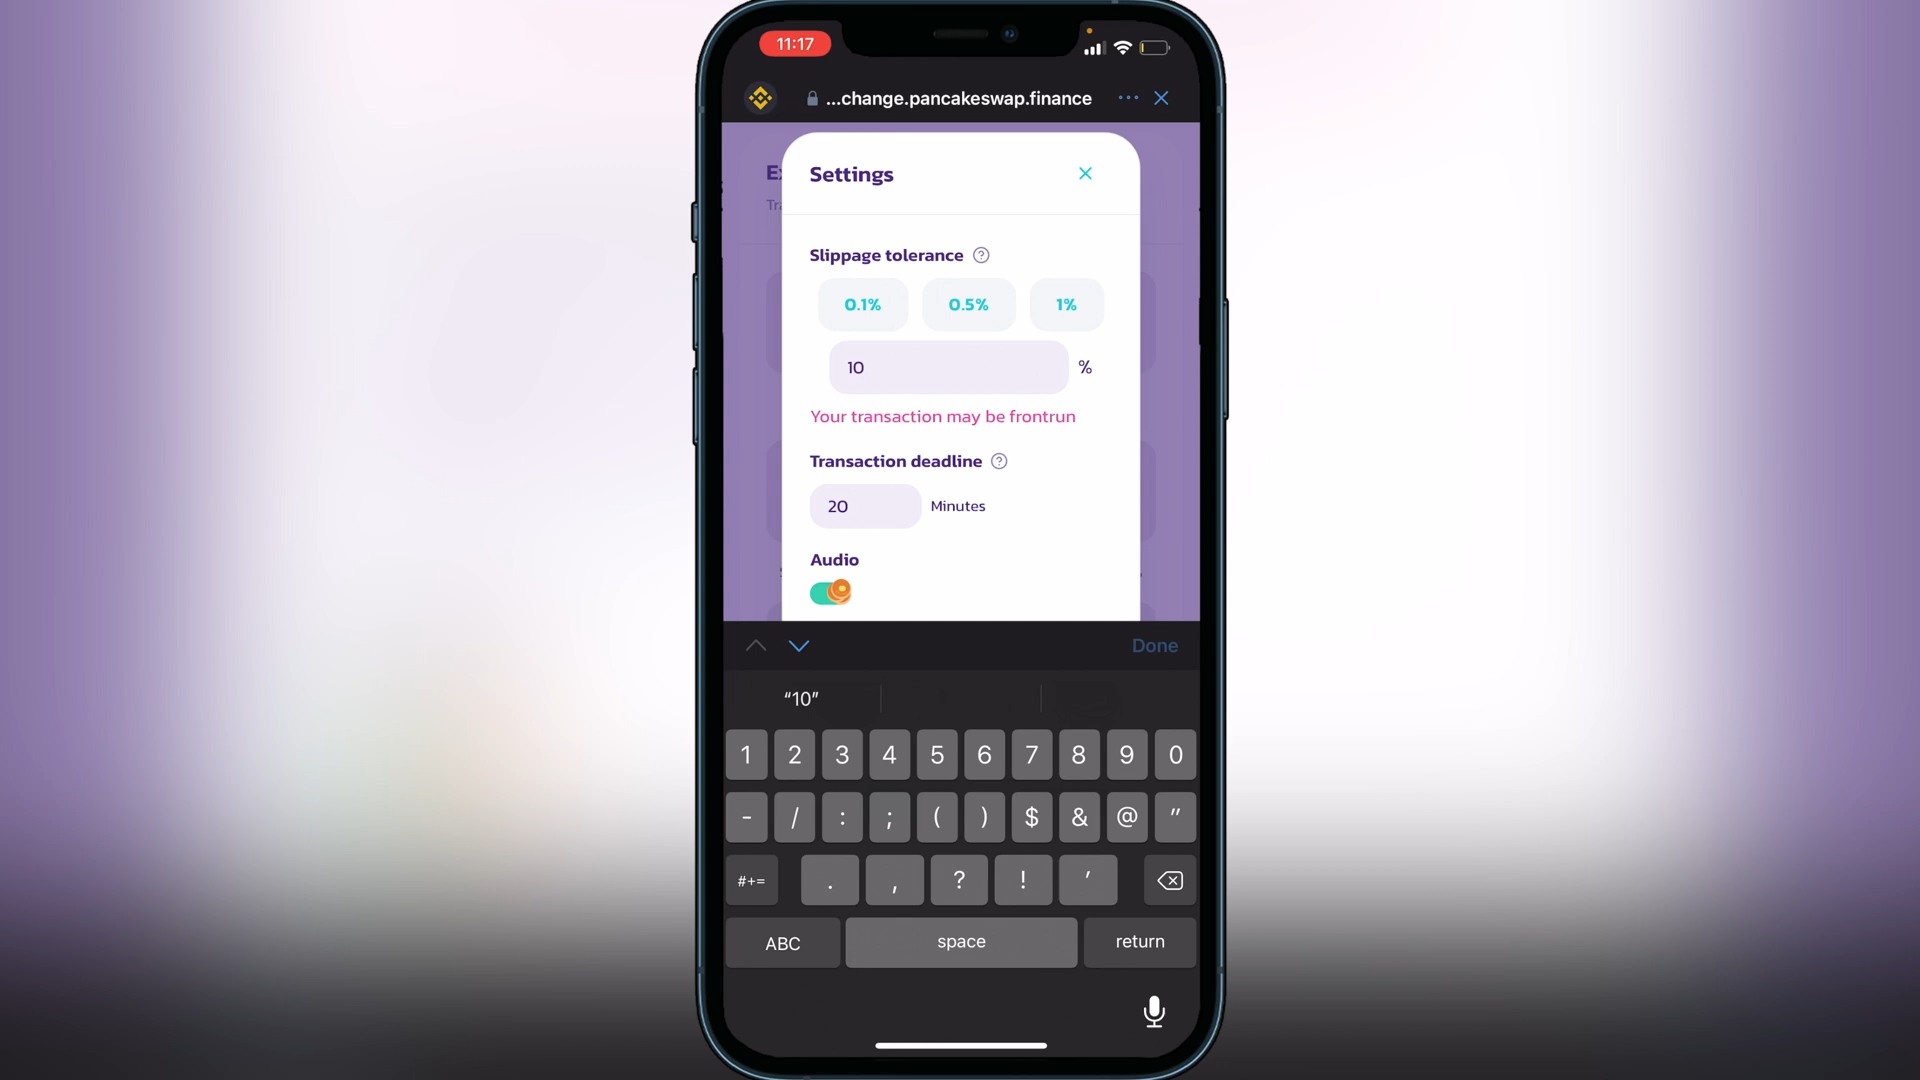 11:17
...change.pancakeswap.finance
Settings
Slippage tolerance ?
0.1% 0.5% 1%
10 %
Your transaction may be frontrun
Transaction deadline ?
20 Minutes
Audio
Done
“10”
1 2 3 4 5 6 7 8 9 0
- / : ; ( ) $ & @ "
#+= . , ? ! '
ABC space return